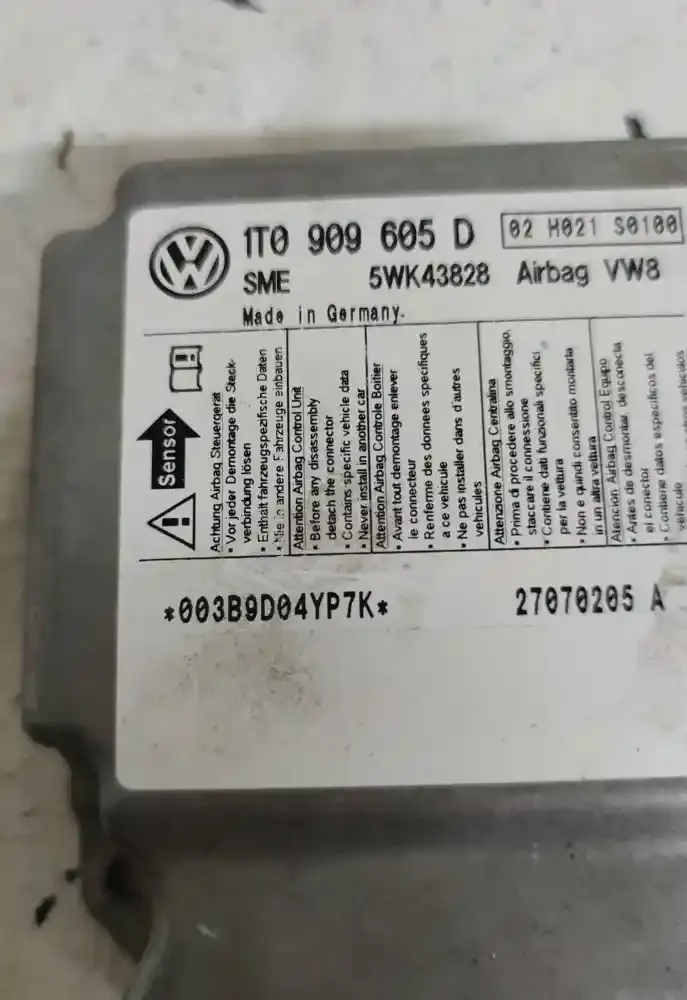 1T0 909 605 D
02 H021 S0100
SME 5WK43828 Airbag VW8
Made in Germany.
Sensor
Achtung Airbag Steuergerät
• Vor jeder Demontage die Steck-
verbindung lösen
• Enthält fahrzeugspezifische Daten
• Nie in andere Fahrzeuge einbauen
Attention Airbag Control Unit
• Before any disassembly
detach the connector
• Contains specific vehicle data
• Never install in another car
Attention Airbag Controle Boitier
• Avant tout demontage enlever
le connecteur
• Renferme des donnees specifiques
a ce vehicule
• Ne pas installer dans d'autres
vehicules
Attenzione Airbag Centralina
• Prima di procedere allo smontaggio,
staccare il connessione
• Contiene dati funzionali specifici
per la vettura
• Non e quindi consentito montarla
in un altra vettura
Atencion Airbag Control Equipo
• Antes de desmontar, desconecta
el conector
• Contiene datos especificos del
vehiculo
vehiculos
*003B9D04YP7K* 27070205 A